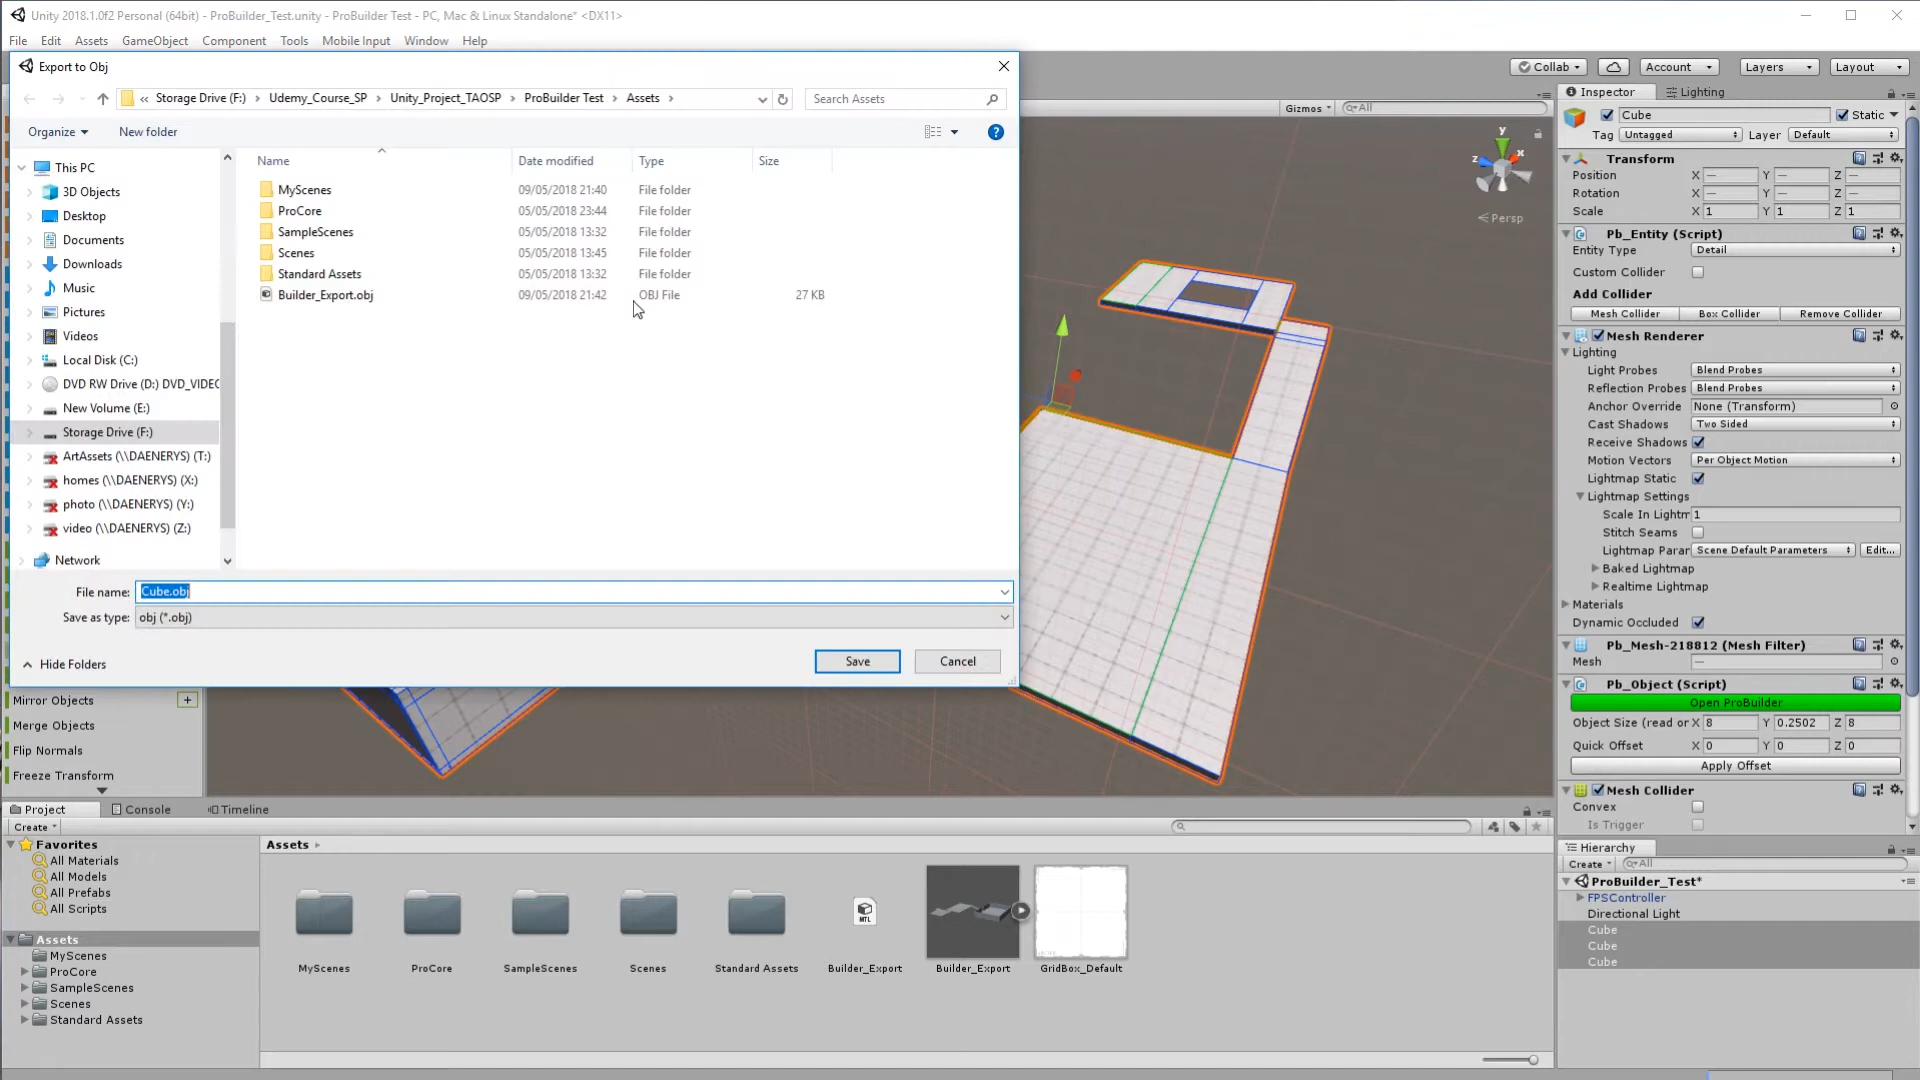 Unity 2018.1.0f2 Personal (64bit) - ProBuilder_Test.unity - ProBuilder Test - PC, Mac & Linux Standalone* <DX11>
File Edit Assets GameObject Component Tools Mobile Input Window Help
Export to Obj
« Storage Drive (F:) > Udemy_Course_SP > Unity_Project_TAOSP > ProBuilder Test > Assets >
Search Assets
Organize New folder
This PC
3D Objects
Desktop
Documents
Downloads
Music
Pictures
Videos
Local Disk (C:)
DVD RW Drive (D:) DVD_VIDEO
New Volume (E:)
Storage Drive (F:)
ArtAssets (\\DAENERYS) (T:)
homes (\\DAENERYS) (X:)
photo (\\DAENERYS) (Y:)
video (\\DAENERYS) (Z:)
Network
Name Date modified Type Size
MyScenes 09/05/2018 21:40 File folder
ProCore 05/05/2018 23:44 File folder
SampleScenes 05/05/2018 13:32 File folder
Scenes 05/05/2018 13:45 File folder
Standard Assets 05/05/2018 13:32 File folder
Builder_Export.obj 09/05/2018 21:42 OBJ File 27 KB
File name: Cube.obj
Save as type: obj (*.obj)
Hide Folders
Save Cancel
Mirror Objects +
Merge Objects
Flip Normals
Freeze Transform
Collab Account Layers Layout
Gizmos All
y
z x
Persp
Inspector Lighting
Cube Static
Tag Untagged Layer Default
Transform
Position X — Y — Z —
Rotation X — Y — Z —
Scale X 1 Y 1 Z 1
Pb_Entity (Script)
Entity Type Detail
Custom Collider
Add Collider
Mesh Collider Box Collider Remove Collider
Mesh Renderer
Lighting
Light Probes Blend Probes
Reflection Probes Blend Probes
Anchor Override None (Transform)
Cast Shadows Two Sided
Receive Shadows
Motion Vectors Per Object Motion
Lightmap Static
Lightmap Settings
Scale In Lightm 1
Stitch Seams
Lightmap Parar Scene Default Parameters Edit...
Baked Lightmap
Realtime Lightmap
Materials
Dynamic Occluded
Pb_Mesh-218812 (Mesh Filter)
Mesh —
Pb_Object (Script)
Open ProBuilder
Object Size (read or X 8 Y 0.2502 Z 8
Quick Offset X 0 Y 0 Z 0
Apply Offset
Mesh Collider
Convex
Is Trigger
Hierarchy
Create All
ProBuilder_Test*
FPSController
Directional Light
Cube
Cube
Cube
Project Console Timeline
Create
Favorites
All Materials
All Models
All Prefabs
All Scripts
Assets
MyScenes
ProCore
SampleScenes
Scenes
Standard Assets
Assets
MTL
MyScenes ProCore SampleScenes Scenes Standard Assets Builder_Export Builder_Export GridBox_Default